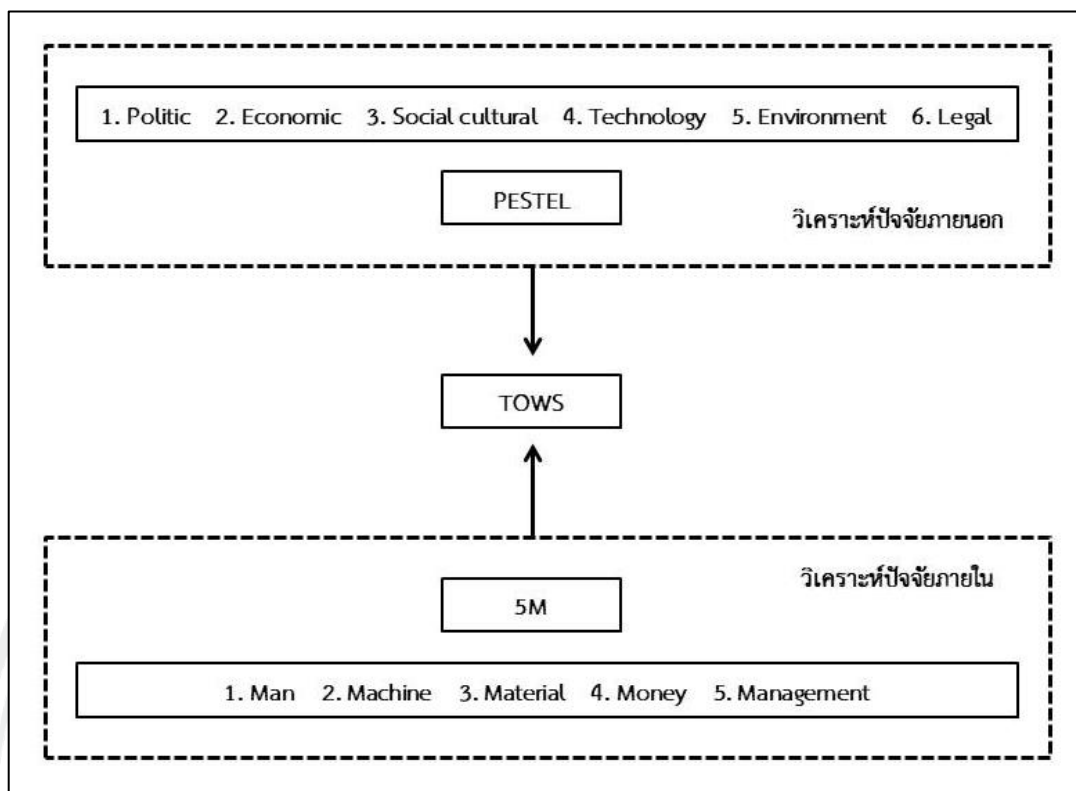 1. Politic 2. Economic 3. Social cultural 4. Technology 5. Environment 6. Legal
PESTEL
วิเคราะห์ปัจจัยภายนอก
TOWS
วิเคราะห์ปัจจัยภายใน
5M
1. Man 2. Machine 3. Material 4. Money 5. Management